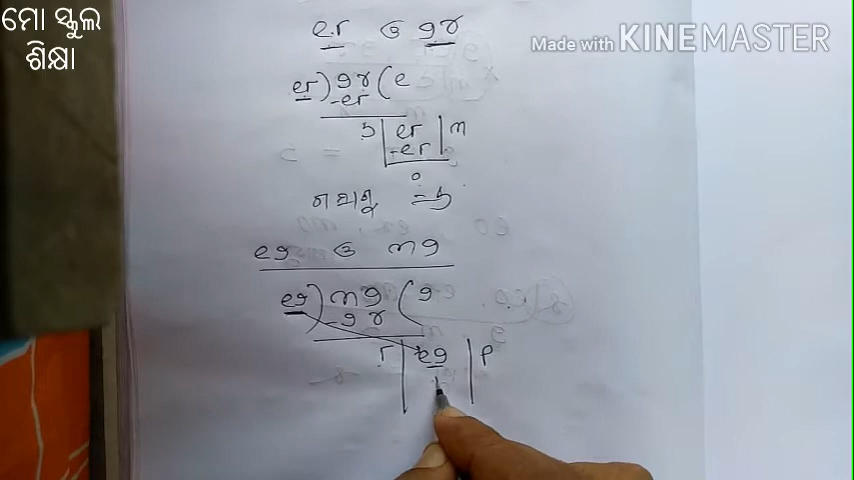 ମୋ ସ୍କୁଲ
ଶିକ୍ଷା
Made with KINEMASTER
୧୮ ଓ ୨୪
୧୮) ୨୪ (୧
-୧୮
୬ | ୧୮ | ୩
-୧୮
୦
ଗସାଗୁ = ୬
୧୨ ଓ ୩୨
୧୨) ୩୨ (୨
-୨୪
୮ | ୧୨ | ୧